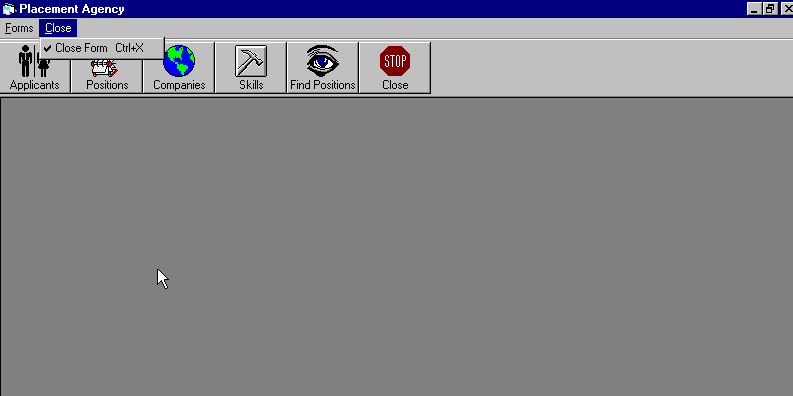 Placement Agency
Forms Close
✓ Close Form Ctrl+X
Applicants Positions Companies Skills Find Positions Close
STOP